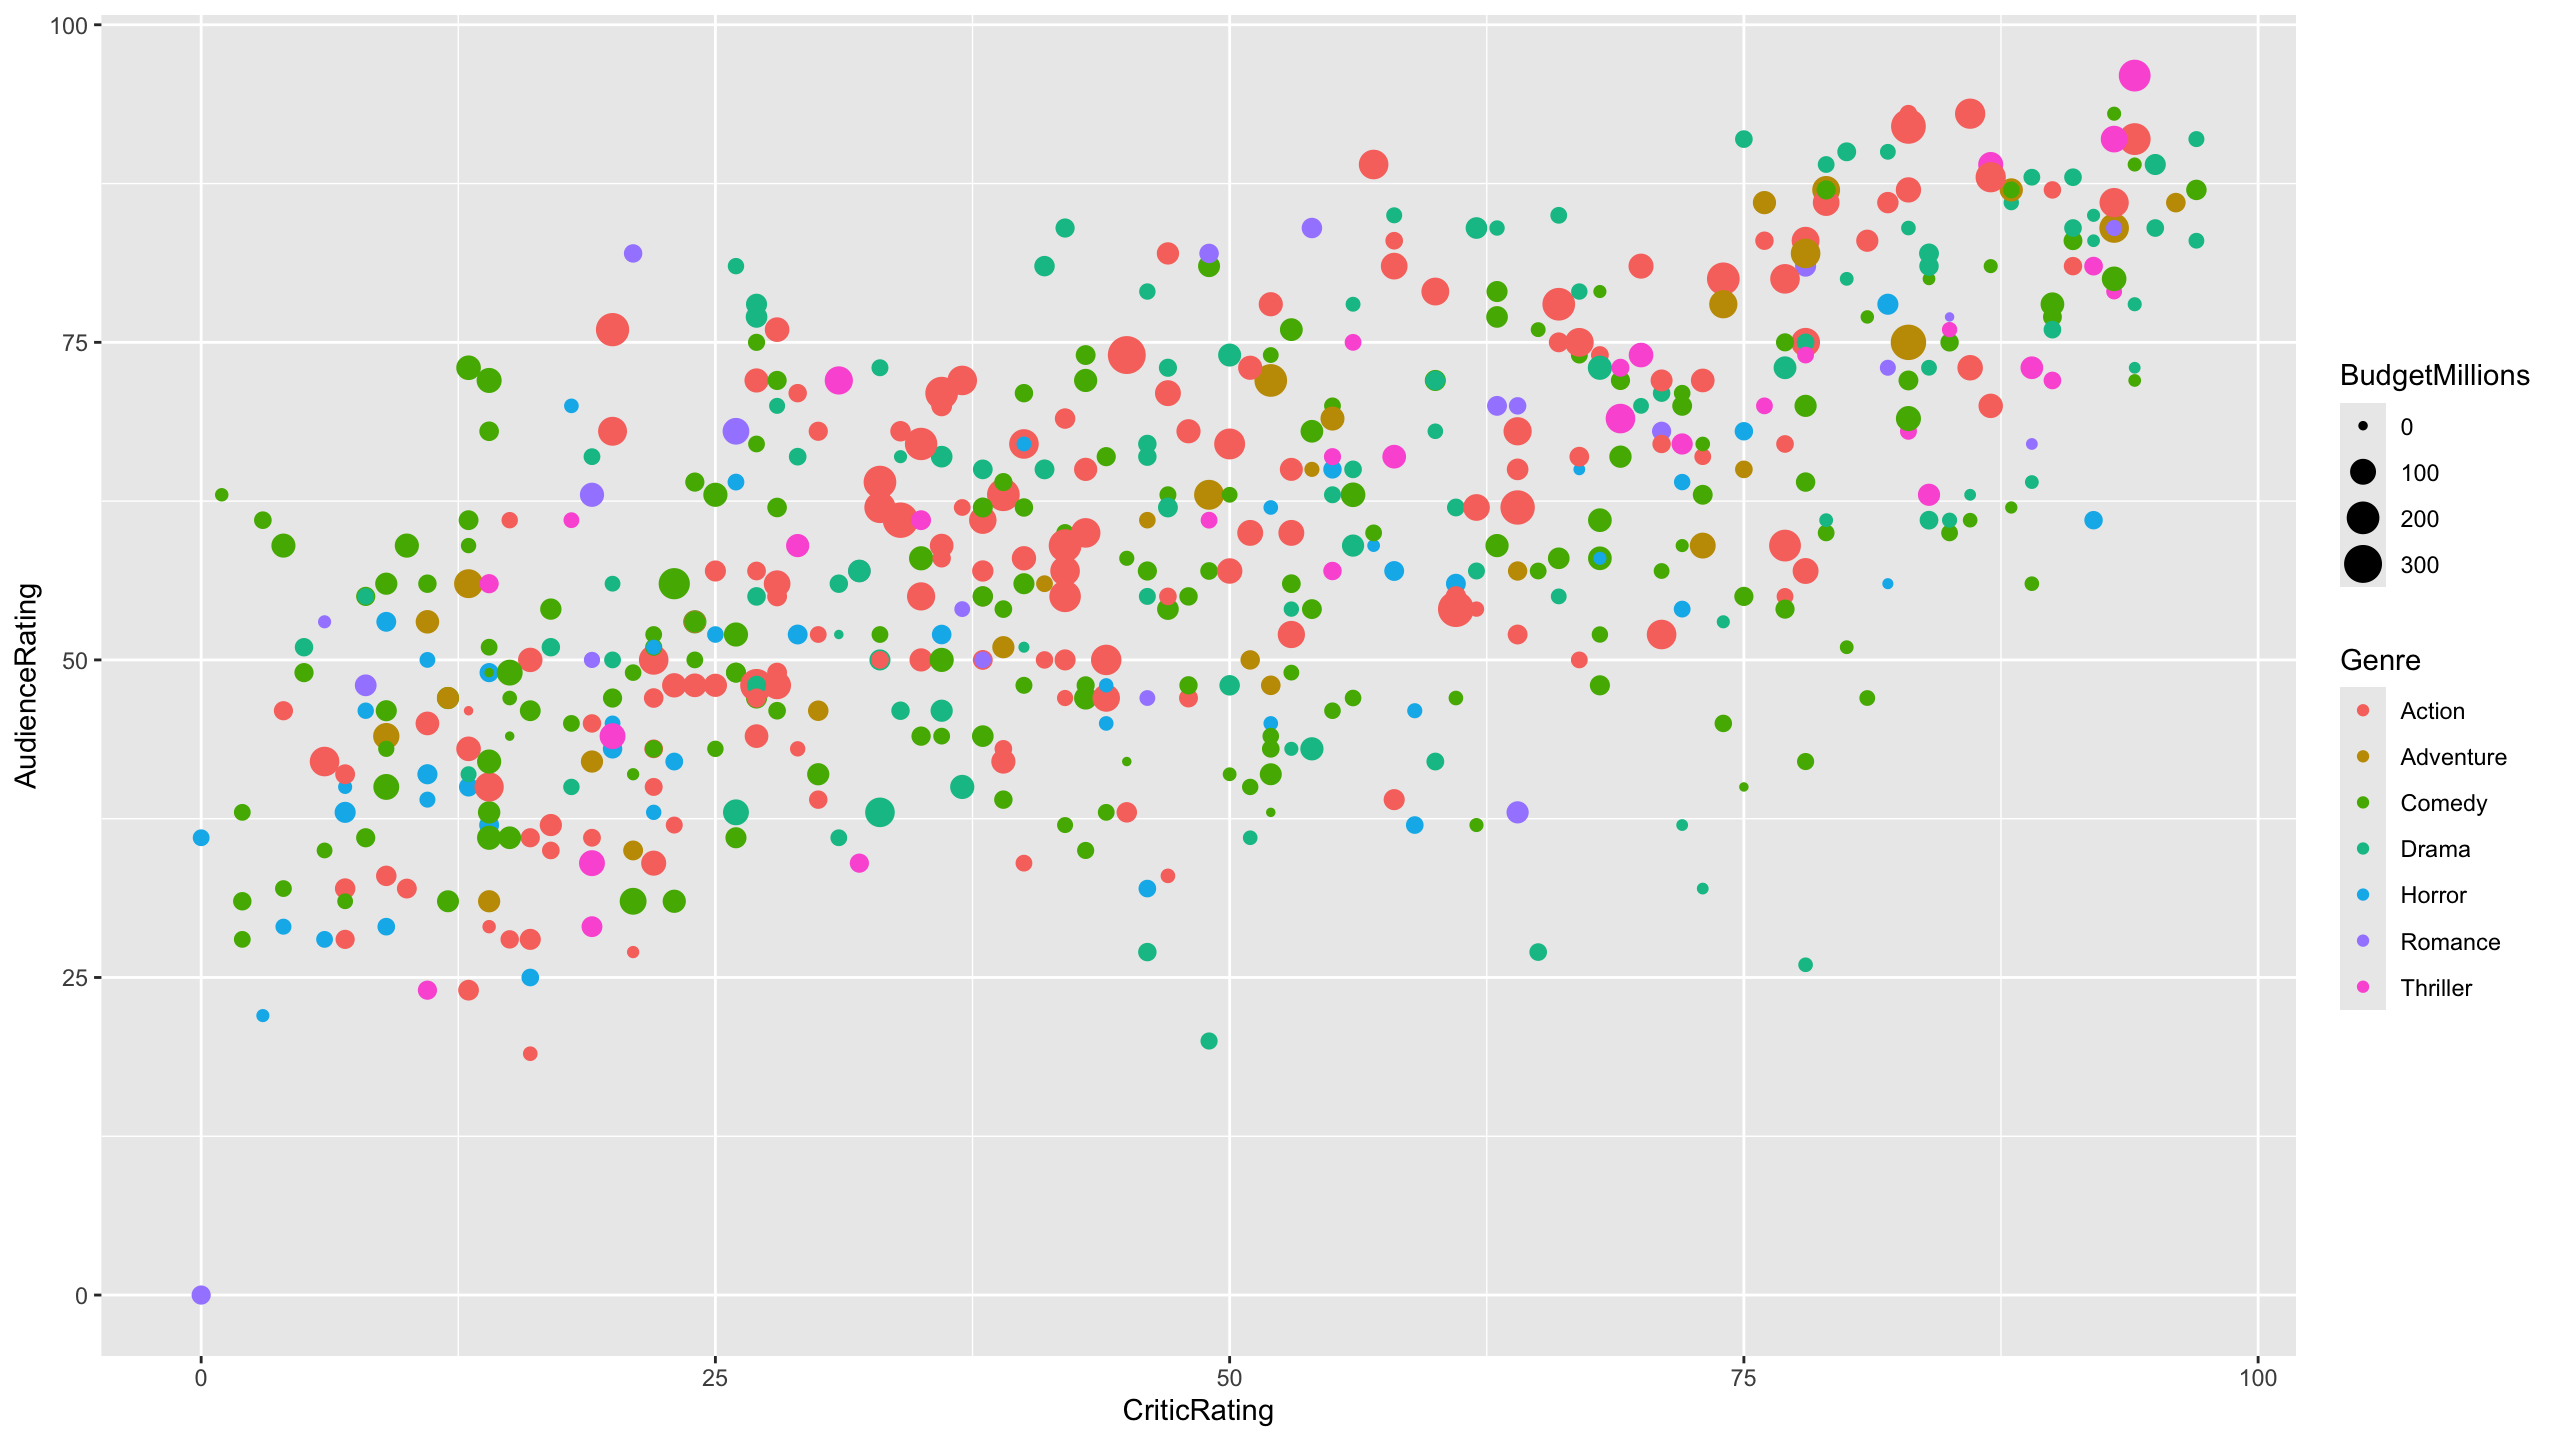 100
75
50
25
0
AudienceRating
0
25
50
75
100
CriticRating
BudgetMillions
0
100
200
300
Genre
Action
Adventure
Comedy
Drama
Horror
Romance
Thriller